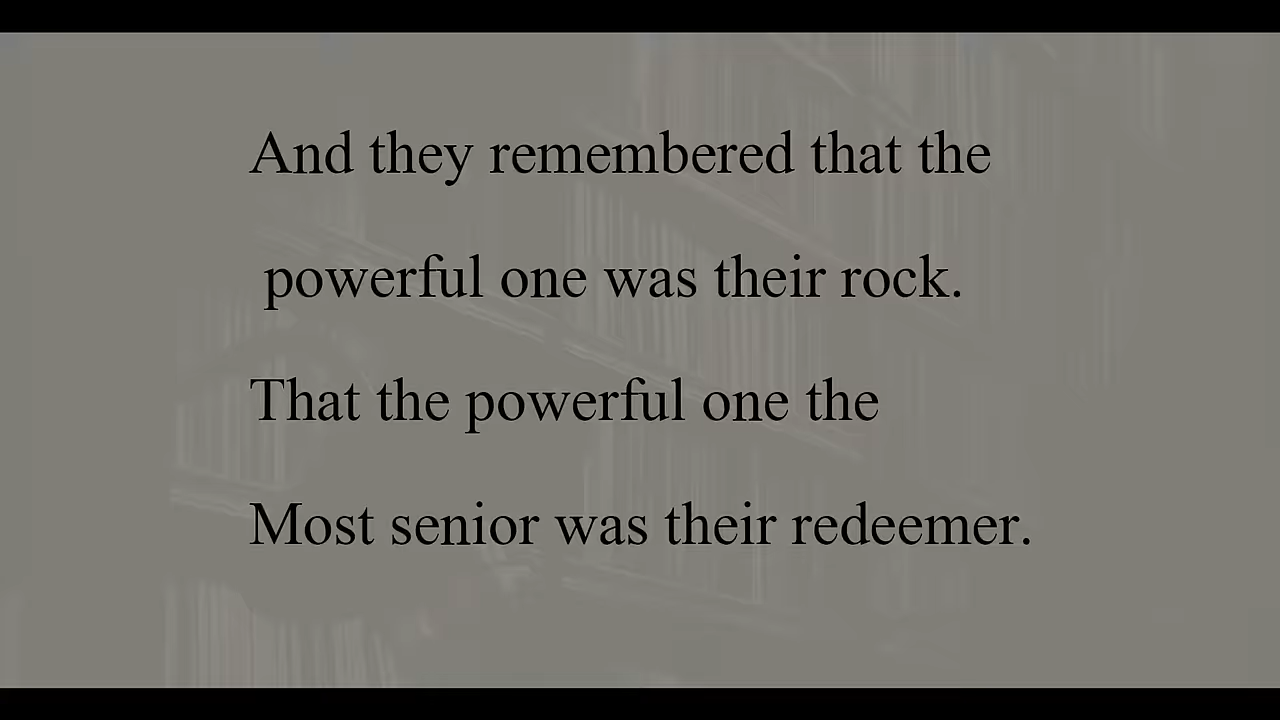 And they remembered that the
powerful one was their rock.
That the powerful one the
Most senior was their redeemer.